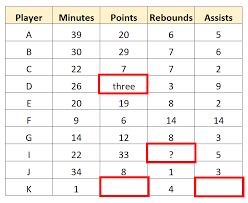 Player Minutes Points Rebounds Assists
A 39 20 6 5
B 30 29 7 6
C 22 7 7 2
D 26 three 3 9
E 20 19 8 2
F 9 6 14 14
G 14 12 8 3
I 22 33 ? 5
J 34 8 1 3
K 1 4